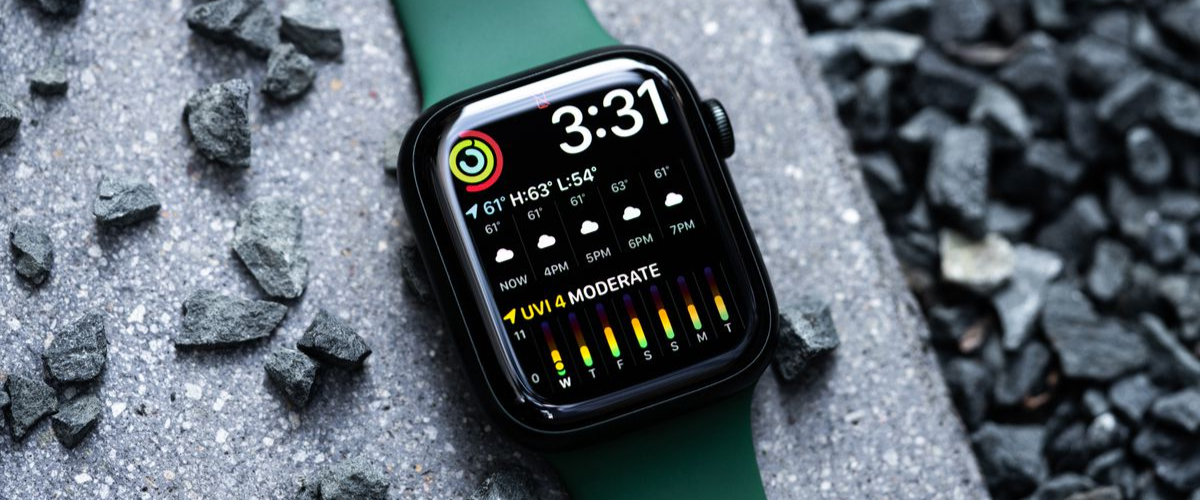 3:31
61° H:63° L:54°
61° 61° 61° 63° 61°
NOW 4PM 5PM 6PM 7PM
UVI 4 MODERATE
11
0
W T F S S M T